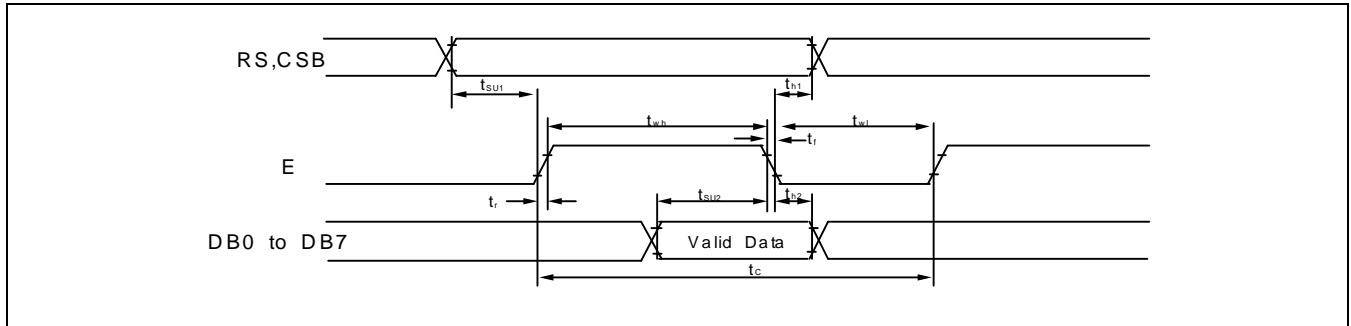 RS,CSB
tSU1
th1
twh
twl
tf
E
tr
tSU2
th2
DB0 to DB7
Valid Data
tC